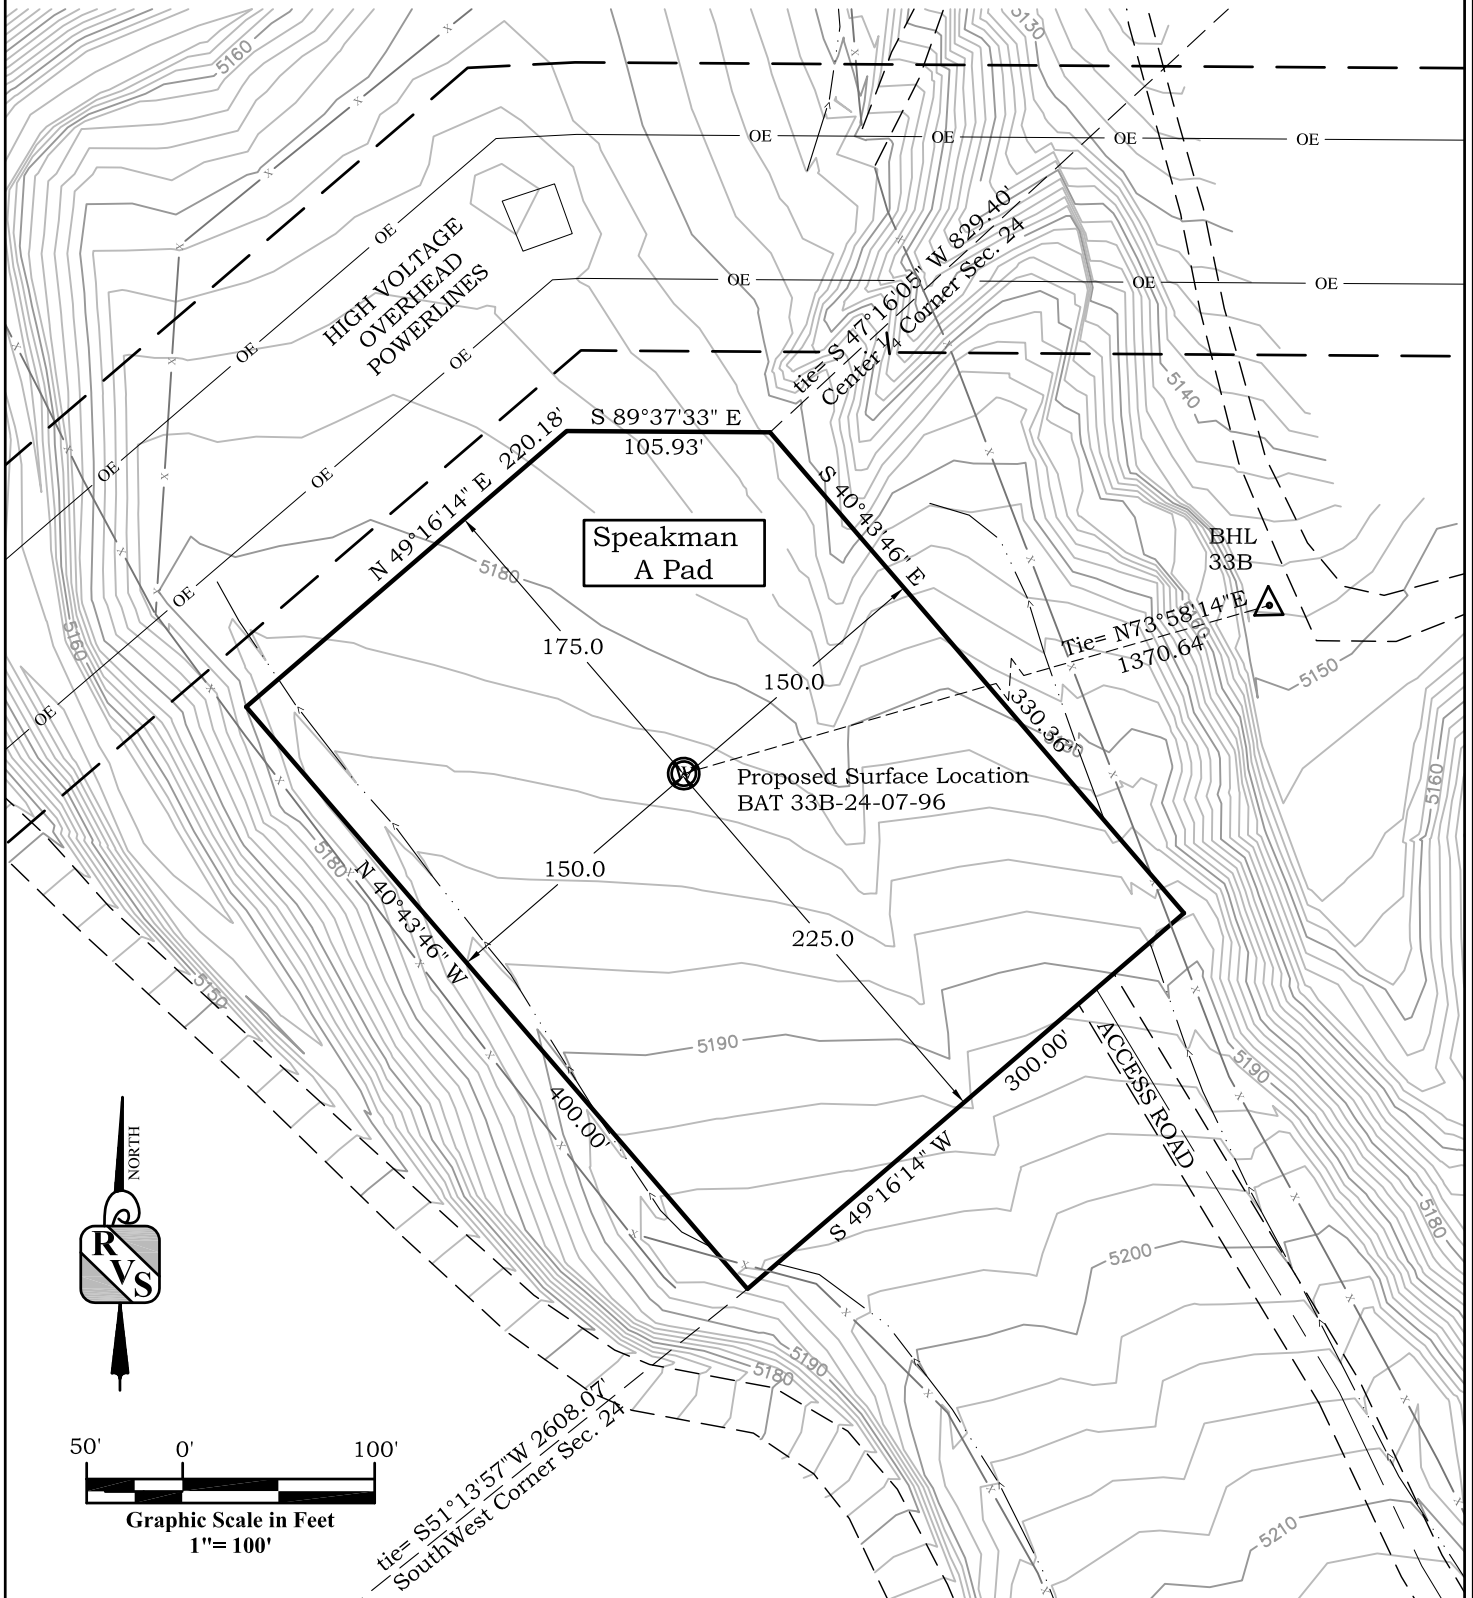 5160
5130
OE
OE
OE
OE
OE
HIGH VOLTAGE
OVERHEAD
POWERLINES
OE
OE
OE
OE
OE
OE
OE
OE
OE
tie= S 47°16'05" W 829.40'
Center ¼ Corner Sec. 24
5140
S 89°37'33" E
105.93'
N 49°16'14" E 220.18'
S 40°43'46" E
330.36'
Speakman
A Pad
5180
BHL
33B
Tie= N73°58'14"E
1370.64'
5160
5150
175.0
150.0
Proposed Surface Location
BAT 33B-24-07-96
5160
5180
150.0
225.0
N 40°43'46" W
400.00'
5150
5190
300.00'
S 49°16'14" W
ACCESS ROAD
5190
5180
5200
NORTH
R
V
S
5190
5180
tie= S51°13'57"W 2608.07'
SouthWest Corner Sec. 24
5210
50' 0' 100'
Graphic Scale in Feet
1"= 100'